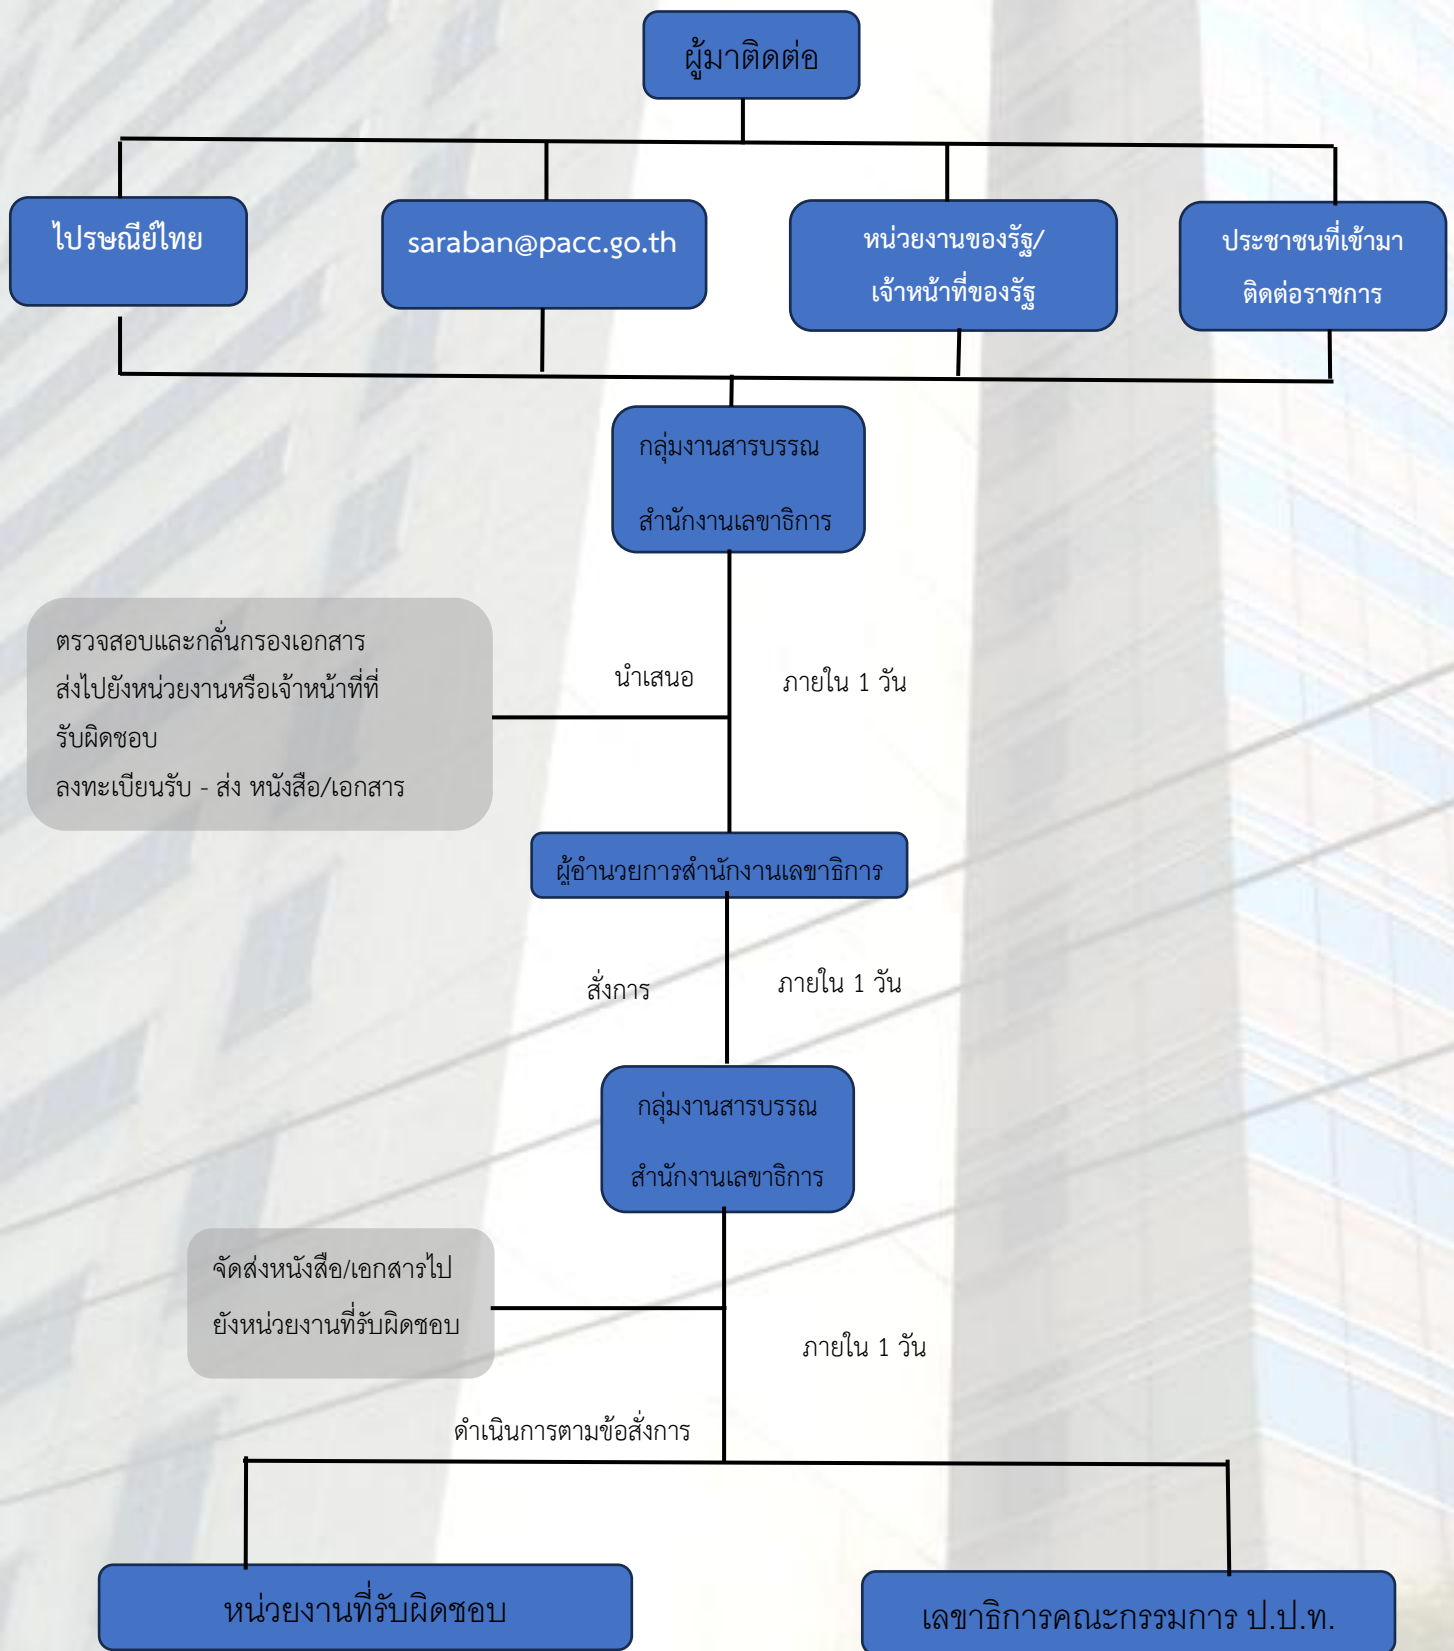 ผู้มาติดต่อ
ไปรษณีย์ไทย
saraban@pacc.go.th
หน่วยงานของรัฐ/
เจ้าหน้าที่ของรัฐ
ประชาชนที่เข้ามา
ติดต่อราชการ
กลุ่มงานสารบรรณ
สำนักงานเลขาธิการ
ตรวจสอบและกลั่นกรองเอกสาร
ส่งไปยังหน่วยงานหรือเจ้าหน้าที่ที่
รับผิดชอบ
ลงทะเบียนรับ - ส่ง หนังสือ/เอกสาร
นำเสนอ
ภายใน 1 วัน
ผู้อำนวยการสำนักงานเลขาธิการ
สั่งการ
ภายใน 1 วัน
กลุ่มงานสารบรรณ
สำนักงานเลขาธิการ
จัดส่งหนังสือ/เอกสารไป
ยังหน่วยงานที่รับผิดชอบ
ภายใน 1 วัน
ดำเนินการตามข้อสั่งการ
หน่วยงานที่รับผิดชอบ
เลขาธิการคณะกรรมการ ป.ป.ท.